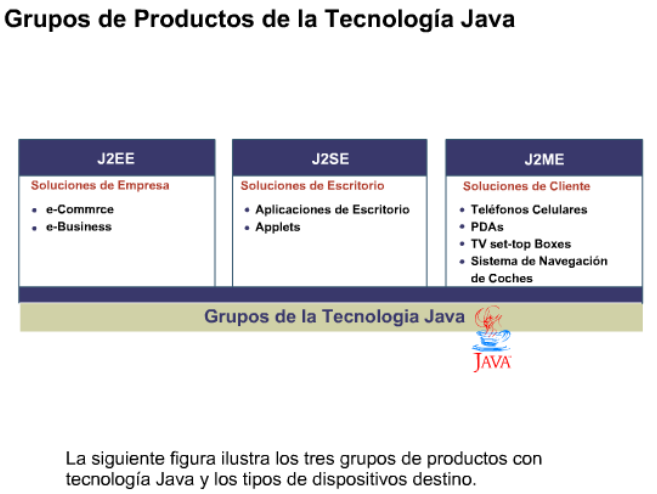 Grupos de Productos de la Tecnología Java
J2EE
Soluciones de Empresa
• e-Commrce
• e-Business
J2SE
Soluciones de Escritorio
• Aplicaciones de Escritorio
• Applets
J2ME
Soluciones de Cliente
• Teléfonos Celulares
• PDAs
• TV set-top Boxes
• Sistema de Navegación
de Coches
Grupos de la Tecnologia Java
JAVA
La siguiente figura ilustra los tres grupos de productos con
tecnología Java y los tipos de dispositivos destino.